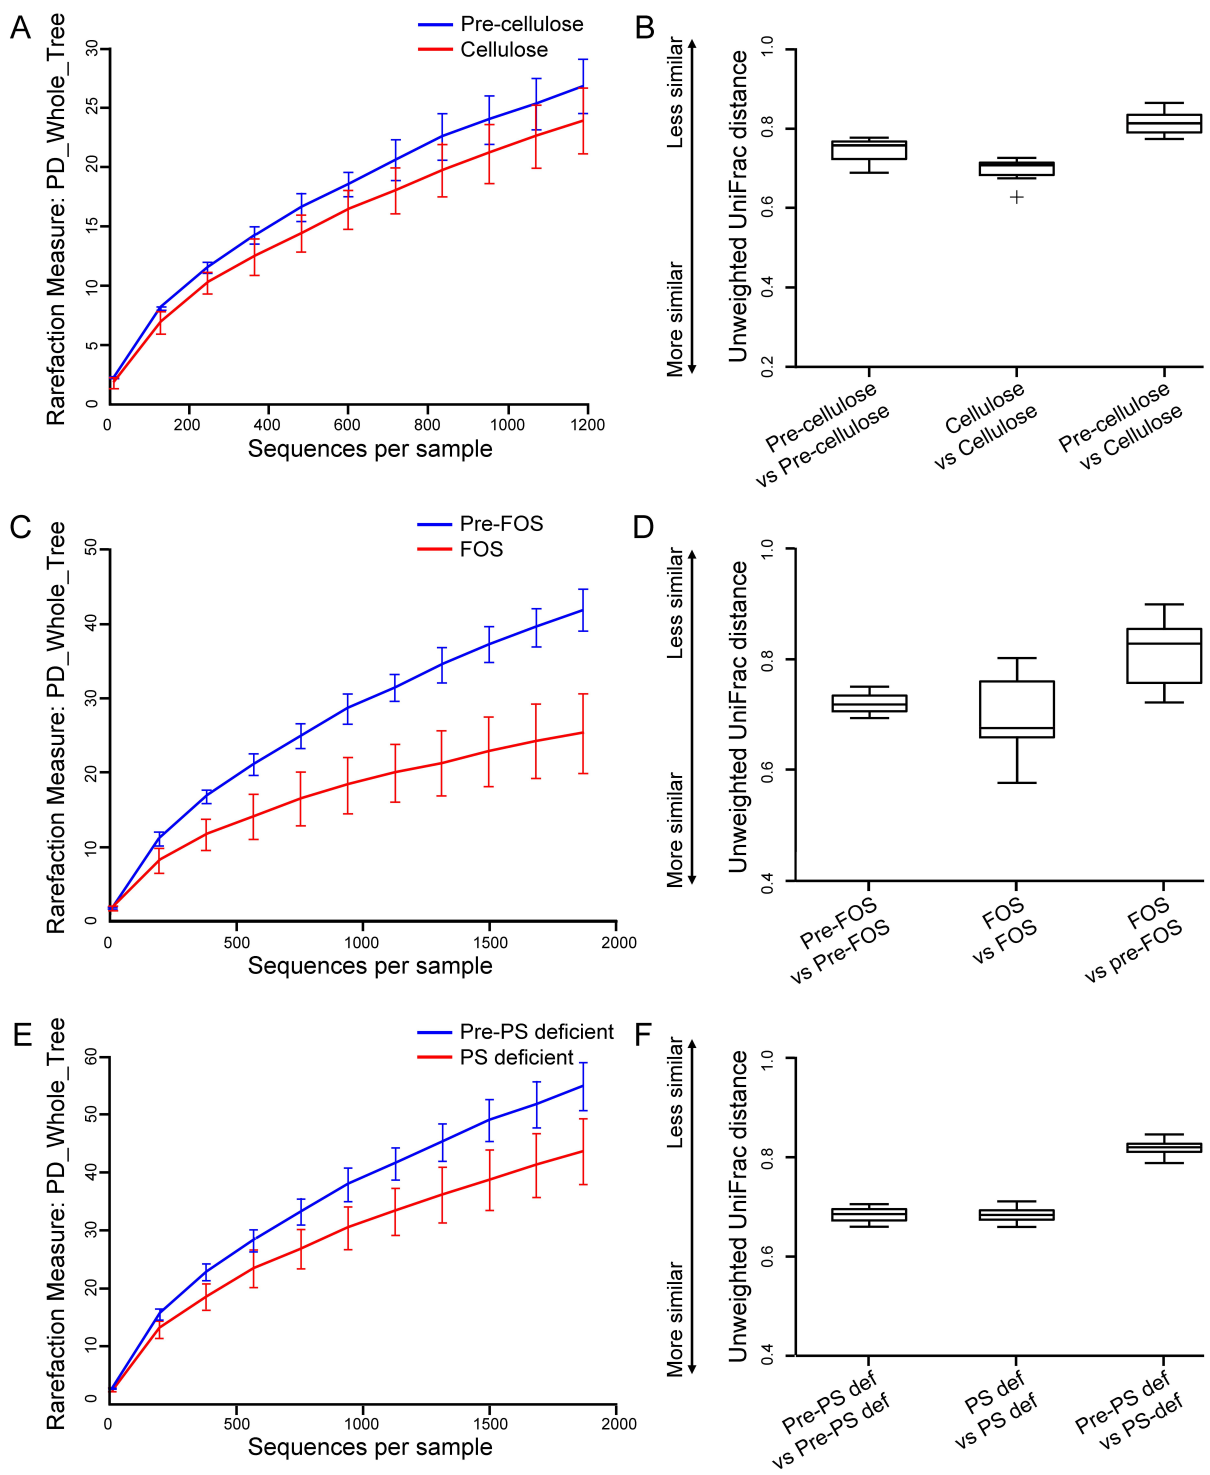 A
Pre-cellulose
Cellulose
Rarefaction Measure: PD_Whole_Tree
30
25
20
15
10
5
0
0 200 400 600 800 1000 1200
Sequences per sample
B
Less similar
More similar
Unweighted UniFrac distance
1.0
0.8
0.6
0.4
0.2
Pre-cellulose
vs Pre-cellulose
Cellulose
vs Cellulose
Pre-cellulose
vs Cellulose
C
Pre-FOS
FOS
Rarefaction Measure: PD_Whole_Tree
50
40
30
20
10
0
0 500 1000 1500 2000
Sequences per sample
D
Less similar
More similar
Unweighted UniFrac distance
1.0
0.8
0.6
0.4
Pre-FOS
vs Pre-FOS
FOS
vs FOS
FOS
vs pre-FOS
E
Pre-PS deficient
PS deficient
Rarefaction Measure: PD_Whole_Tree
60
50
40
30
20
10
0
0 500 1000 1500 2000
Sequences per sample
F
Less similar
More similar
Unweighted UniFrac distance
1.0
0.8
0.6
0.4
Pre-PS def
vs Pre-PS def
PS def
vs PS def
Pre-PS def
vs PS-def